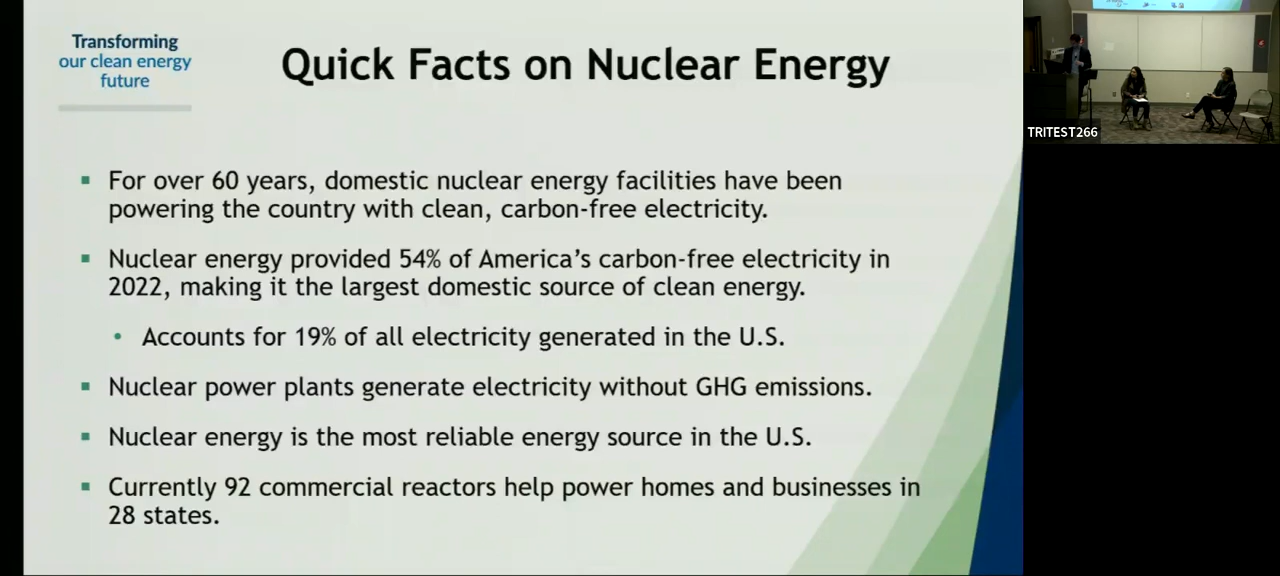 Transforming
our clean energy
future
Quick Facts on Nuclear Energy
▪ For over 60 years, domestic nuclear energy facilities have been
powering the country with clean, carbon-free electricity.
▪ Nuclear energy provided 54% of America’s carbon-free electricity in
2022, making it the largest domestic source of clean energy.
• Accounts for 19% of all electricity generated in the U.S.
▪ Nuclear power plants generate electricity without GHG emissions.
▪ Nuclear energy is the most reliable energy source in the U.S.
▪ Currently 92 commercial reactors help power homes and businesses in
28 states.
TRITEST266